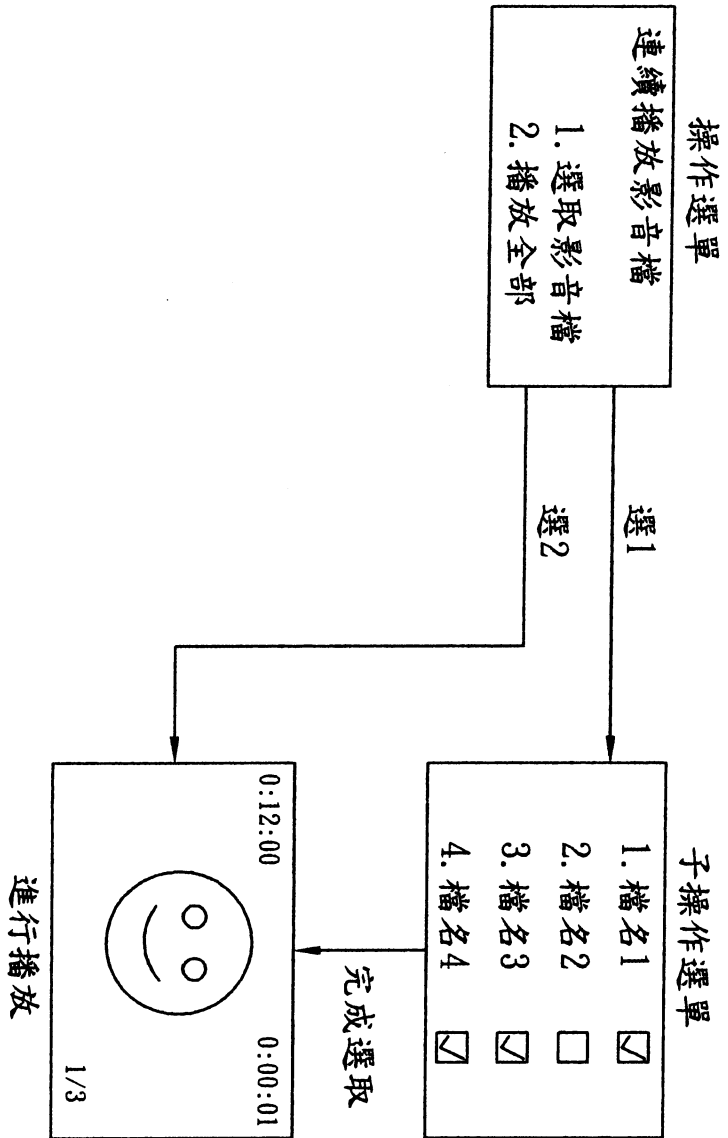 操作選單
連續播放影音檔
1.選取影音檔
2.播放全部
選1
選2
子操作選單
1.檔名1
2.檔名2
3.檔名3
4.檔名4
完成選取
0:12:00
0:00:01
1/3
進行播放